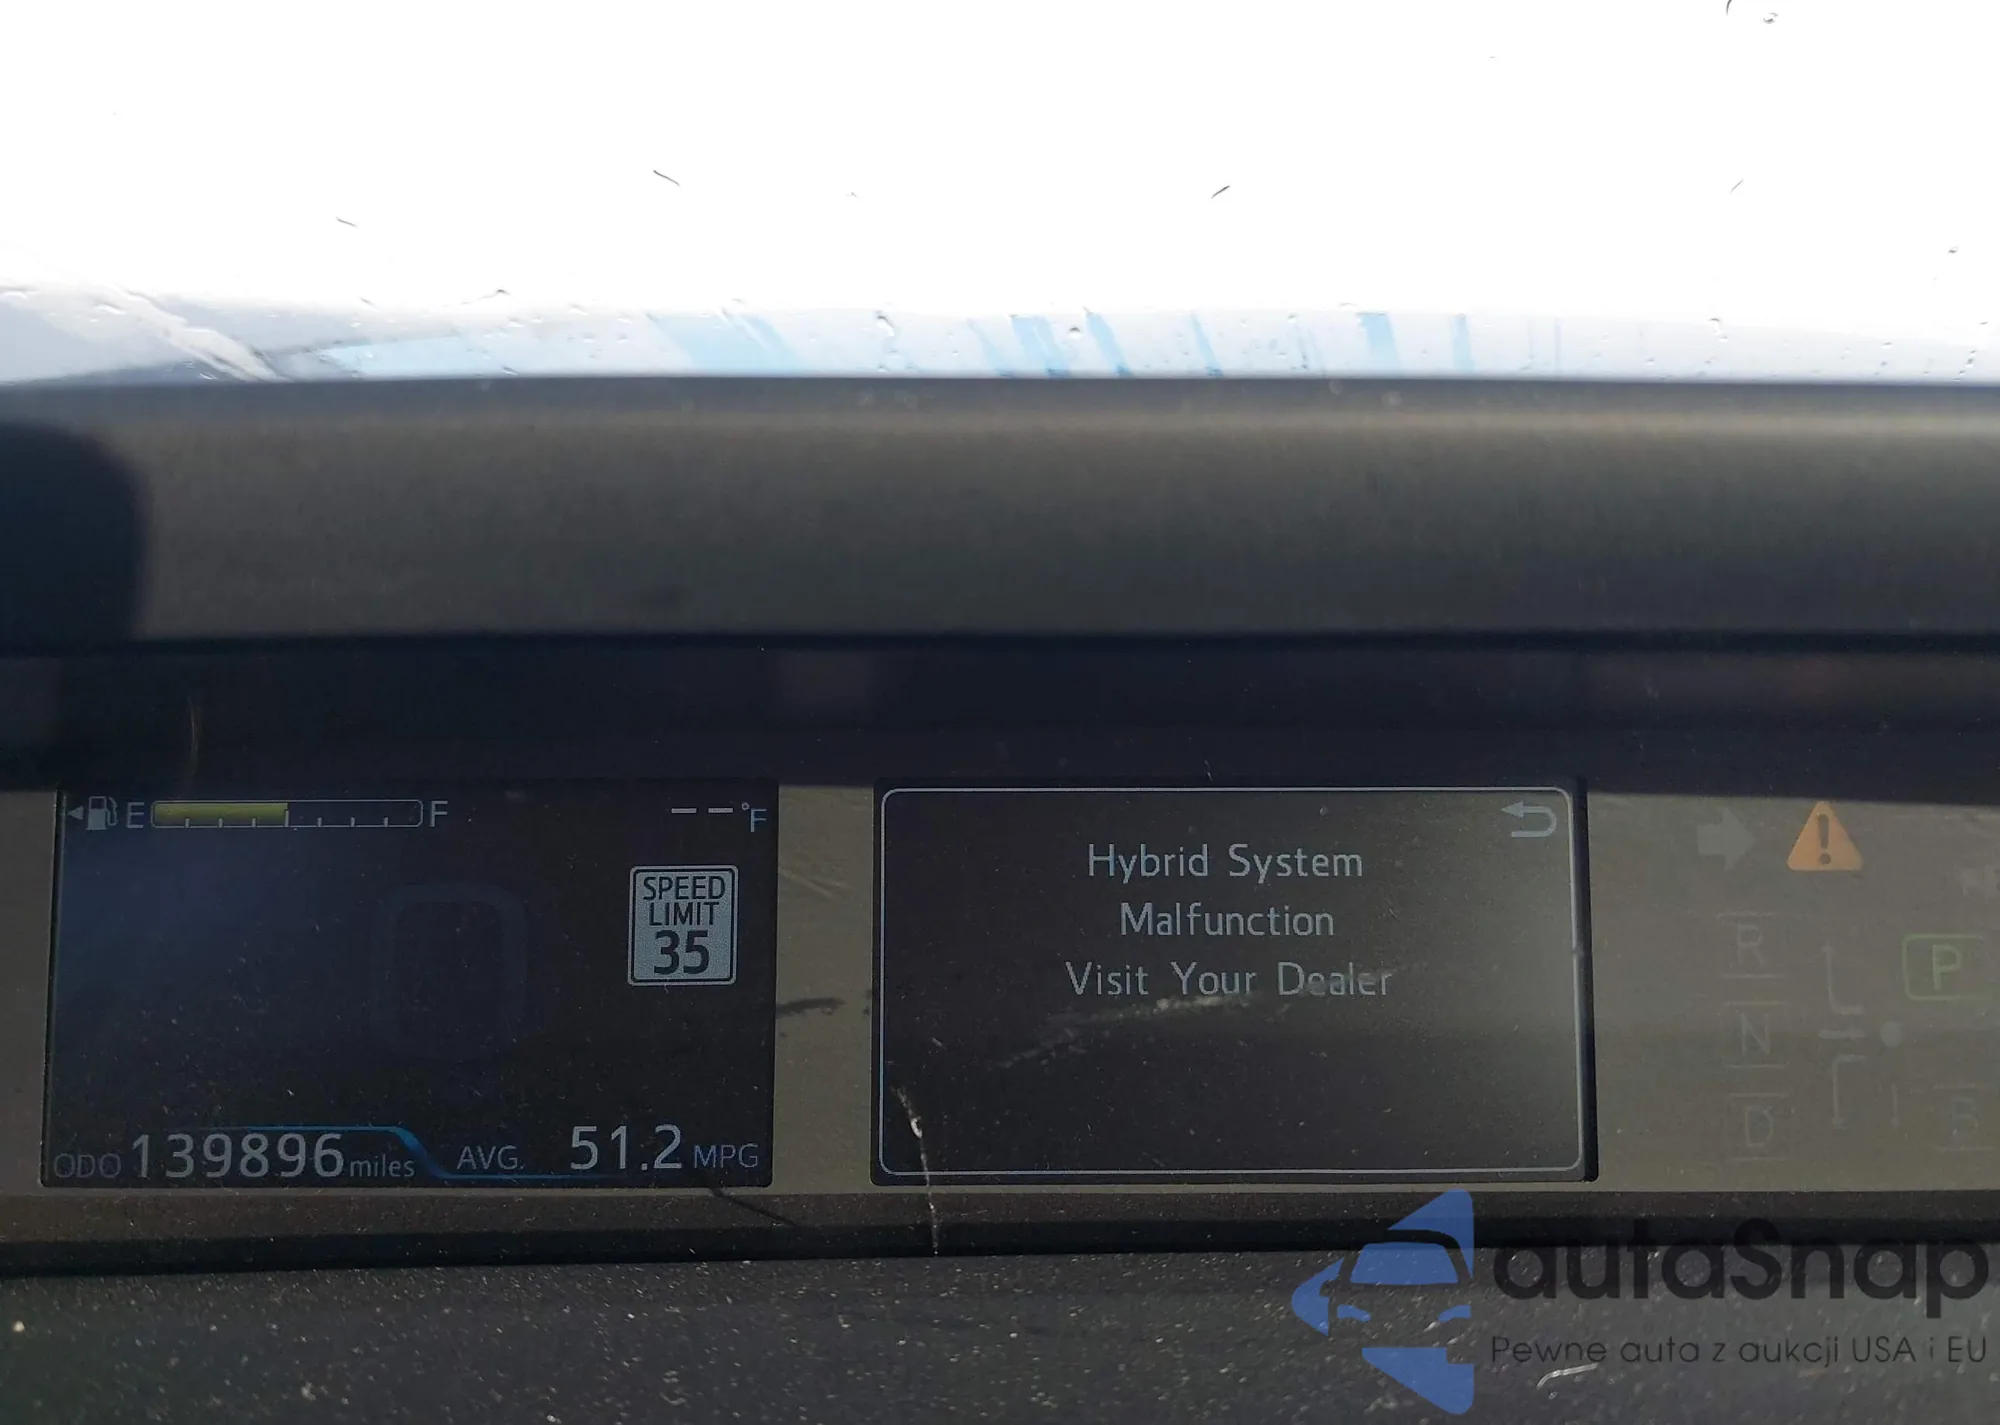 E F
-- °F
SPEED
LIMIT
35
ODO 139896 miles
AVG. 51.2 MPG
Hybrid System
Malfunction
Visit Your Dealer
R
N
D
P
B
autaSnap
Pewne auta z aukcji USA i EU